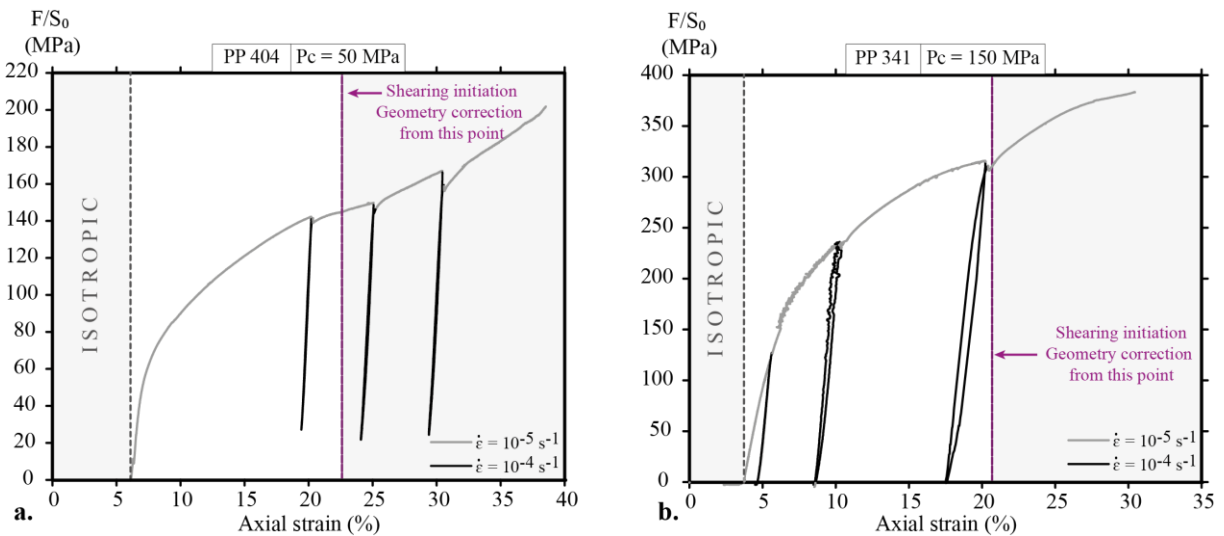 F/S₀
(MPa)
PP 404 Pc = 50 MPa
220
200
180
160
140
120
100
80
60
40
20
0
ISOTROPIC
Shearing initiation
Geometry correction
from this point
ε̇ = 10⁻⁵ s⁻¹
ε̇ = 10⁻⁴ s⁻¹
0 5 10 15 20 25 30 35 40
a. Axial strain (%)
F/S₀
(MPa)
PP 341 Pc = 150 MPa
400
350
300
250
200
150
100
50
0
ISOTROPIC
Shearing initiation
Geometry correction
from this point
ε̇ = 10⁻⁵ s⁻¹
ε̇ = 10⁻⁴ s⁻¹
0 5 10 15 20 25 30 35
b. Axial strain (%)